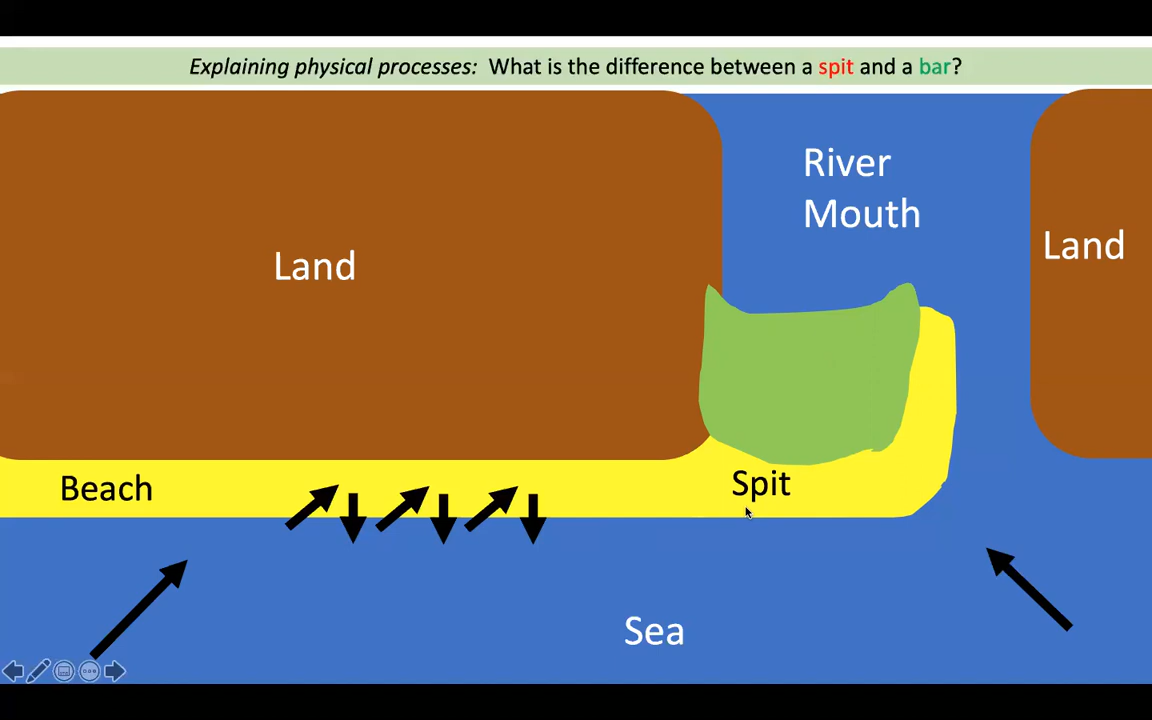 Explaining physical processes: What is the difference between a spit and a bar?
River
Mouth
Land
Land
Beach
Spit
Sea